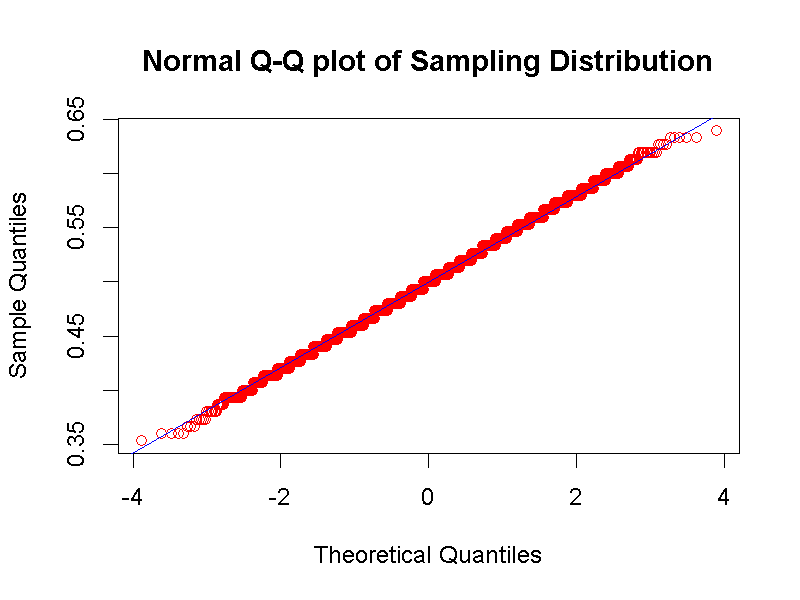 Normal Q-Q plot of Sampling Distribution
Sample Quantiles
0.65
0.55
0.45
0.35
-4 -2 0 2 4
Theoretical Quantiles